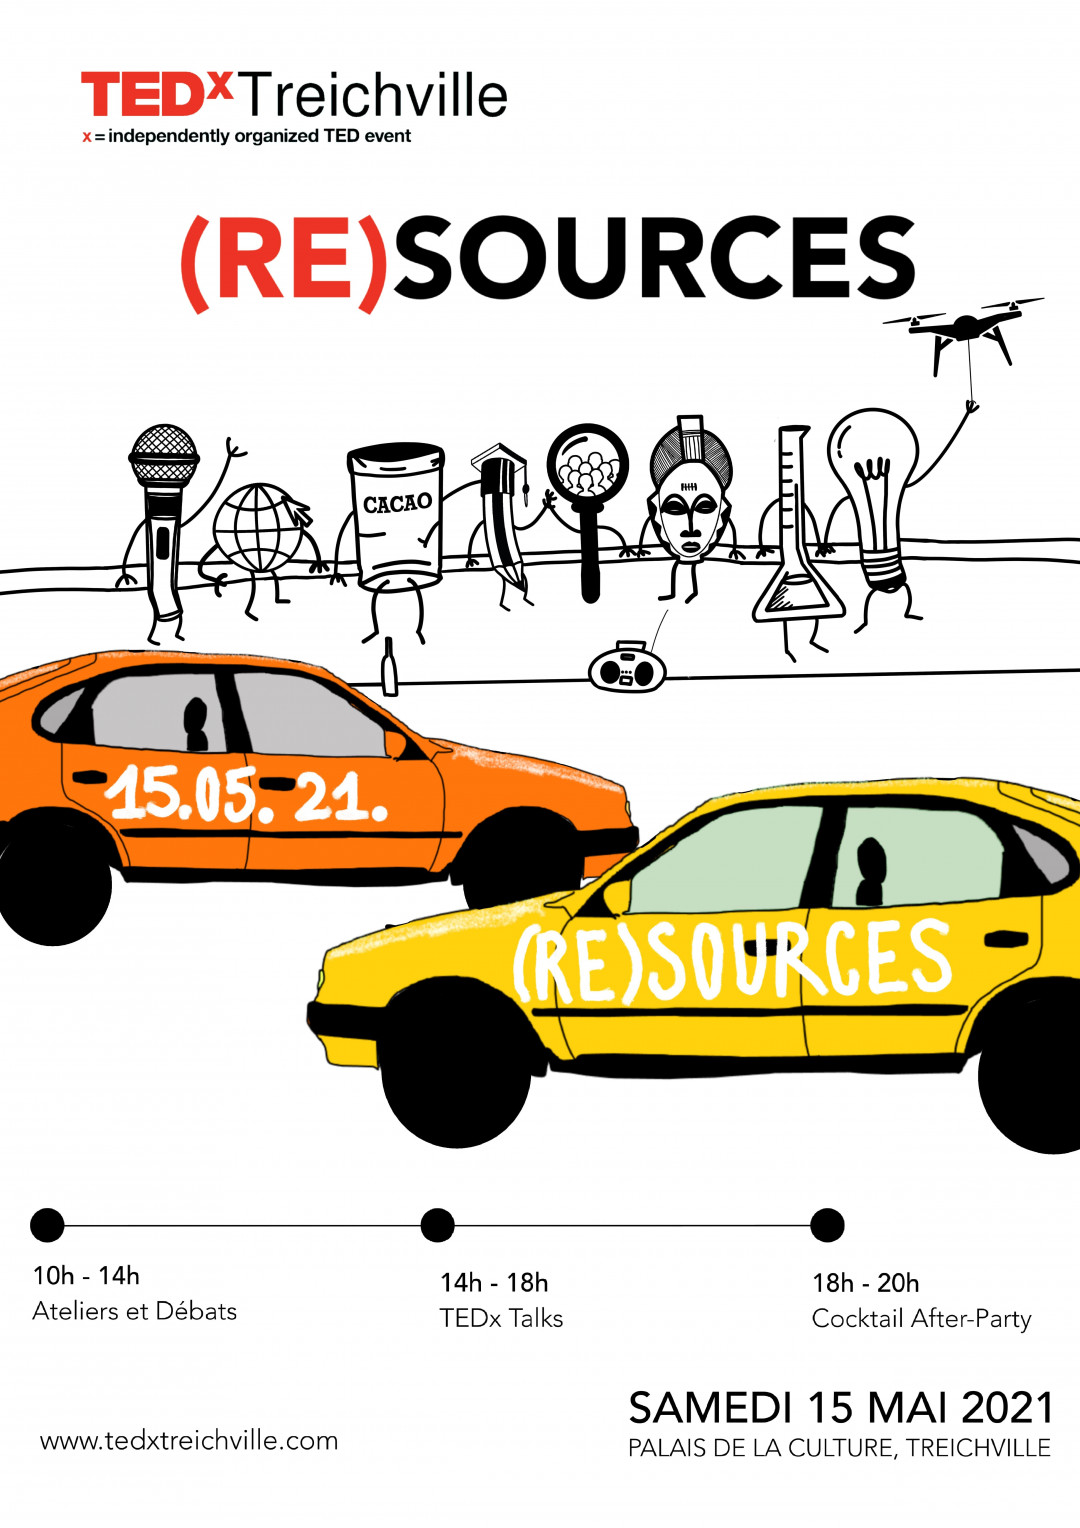 TEDxTreichville
x = independently organized TED event
(RE)SOURCES
CACAO
15.05. 21.
(RE)SOURCES
10h - 14h
Ateliers et Débats
14h - 18h
TEDx Talks
18h - 20h
Cocktail After-Party
SAMEDI 15 MAI 2021
PALAIS DE LA CULTURE, TREICHVILLE
www.tedxtreichville.com